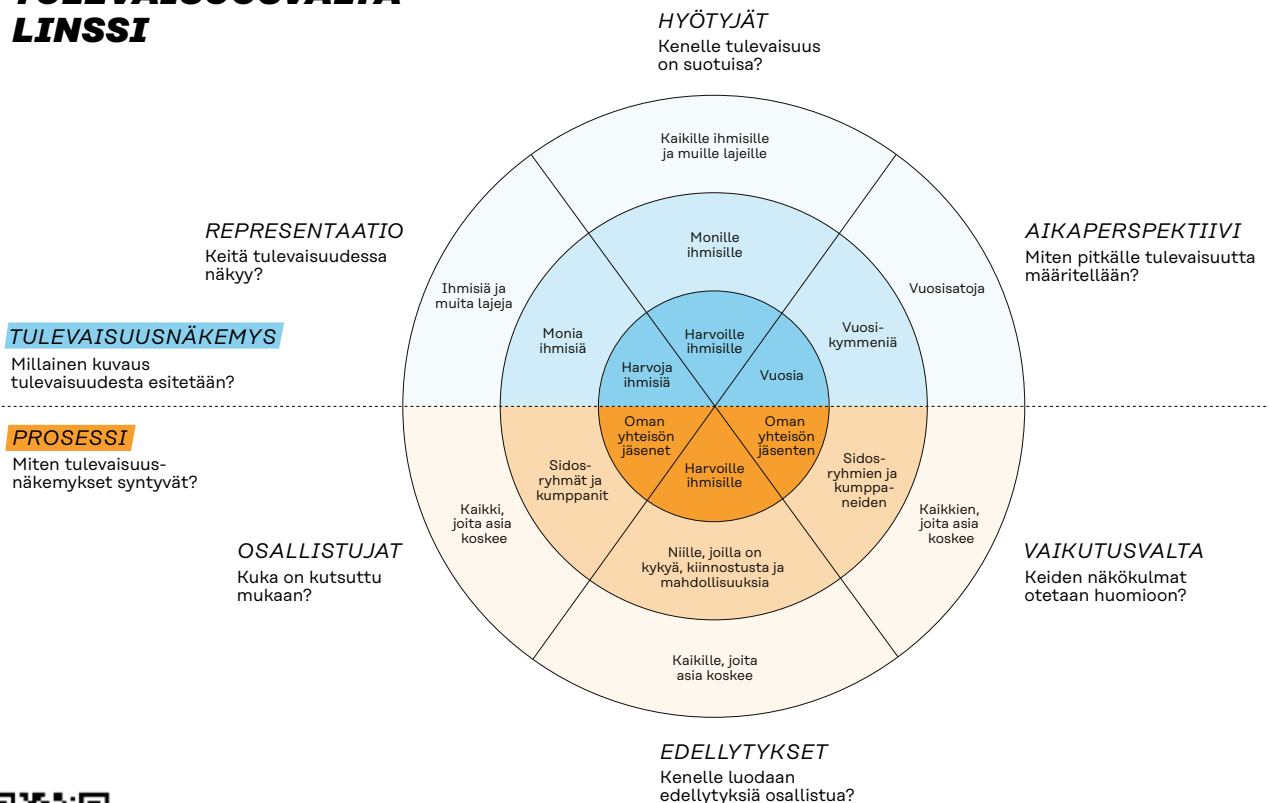 LINSSI
HYÖTYJÄT
Kenelle tulevaisuus
on suotuisa?
Kaikille ihmisille
ja muille lajeille
REPRESENTAATIO
Keitä tulevaisuudessa
näkyy?
Monille
ihmisille
AIKAPERSPEKTIIVI
Miten pitkälle tulevaisuutta
määritellään?
Ihmisiä ja
muita lajeja
Vuosisatoja
TULEVAISUUSNÄKEMYS
Millainen kuvaus
tulevaisuudesta esitetään?
Monia
ihmisiä
Harvoille
ihmisille
Vuosi-
kymmeniä
Harvoja
ihmisiä
Vuosia
PROSESSI
Miten tulevaisuus-
näkemykset syntyvät?
Oman
yhteisön
jäsenet
Oman
yhteisön
jäsenten
Harvoille
ihmisille
Sidos-
ryhmät ja
kumppanit
Sidos-
ryhmien ja
kumppa-
neiden
Kaikki,
joita asia
koskee
Kaikkien,
joita asia
koskee
OSALLISTUJAT
Kuka on kutsuttu
mukaan?
Niille, joilla on
kykyä, kiinnostusta ja
mahdollisuuksia
VAIKUTUSVALTA
Keiden näkökulmat
otetaan huomioon?
Kaikille, joita
asia koskee
EDELLYTYKSET
Kenelle luodaan
edellytyksiä osallistua?